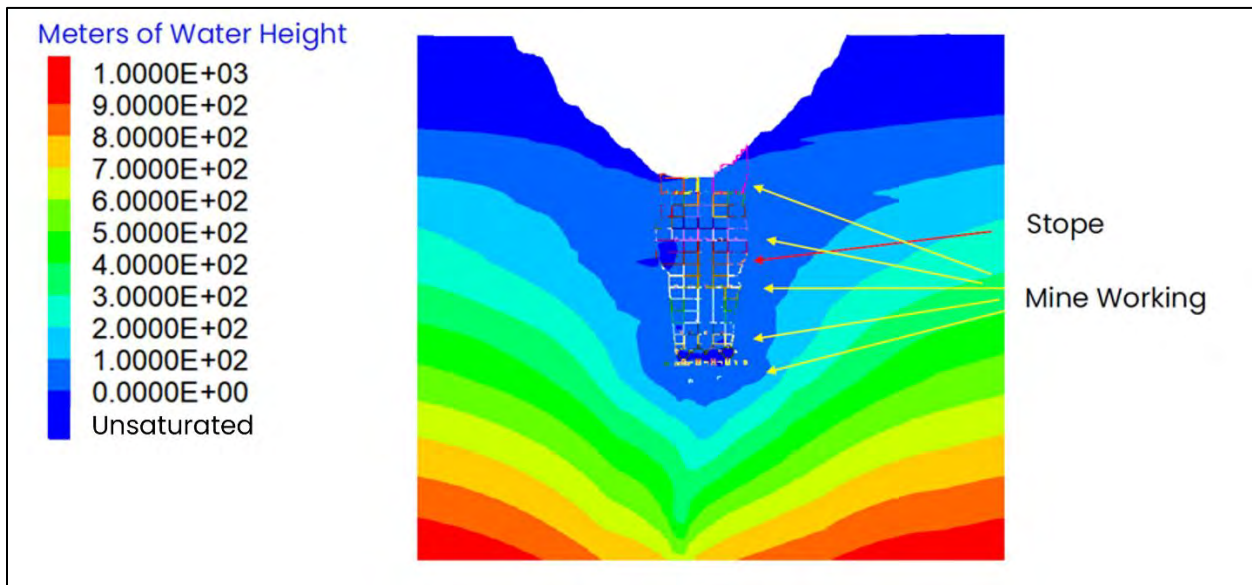 Meters of Water Height
1.0000E+03
9.0000E+02
8.0000E+02
7.0000E+02
6.0000E+02
5.0000E+02
4.0000E+02
3.0000E+02
2.0000E+02
1.0000E+02
0.0000E+00
Unsaturated
Stope
Mine Working